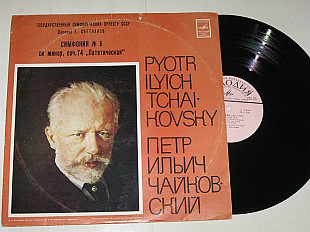 ГОСУДАРСТВЕННЫЙ СИМФОНИЧЕСКИЙ ОРКЕСТР СССР
Дирижер Е. СВЕТЛАНОВ
СИМФОНИЯ № 6
си минор, соч. 74 „Патетическая"
PYOTR
ILYICH
TCHAI-
KOVSKY
ПЕТР
ИЛЬИЧ
ЧАЙКОВ-
СКИЙ